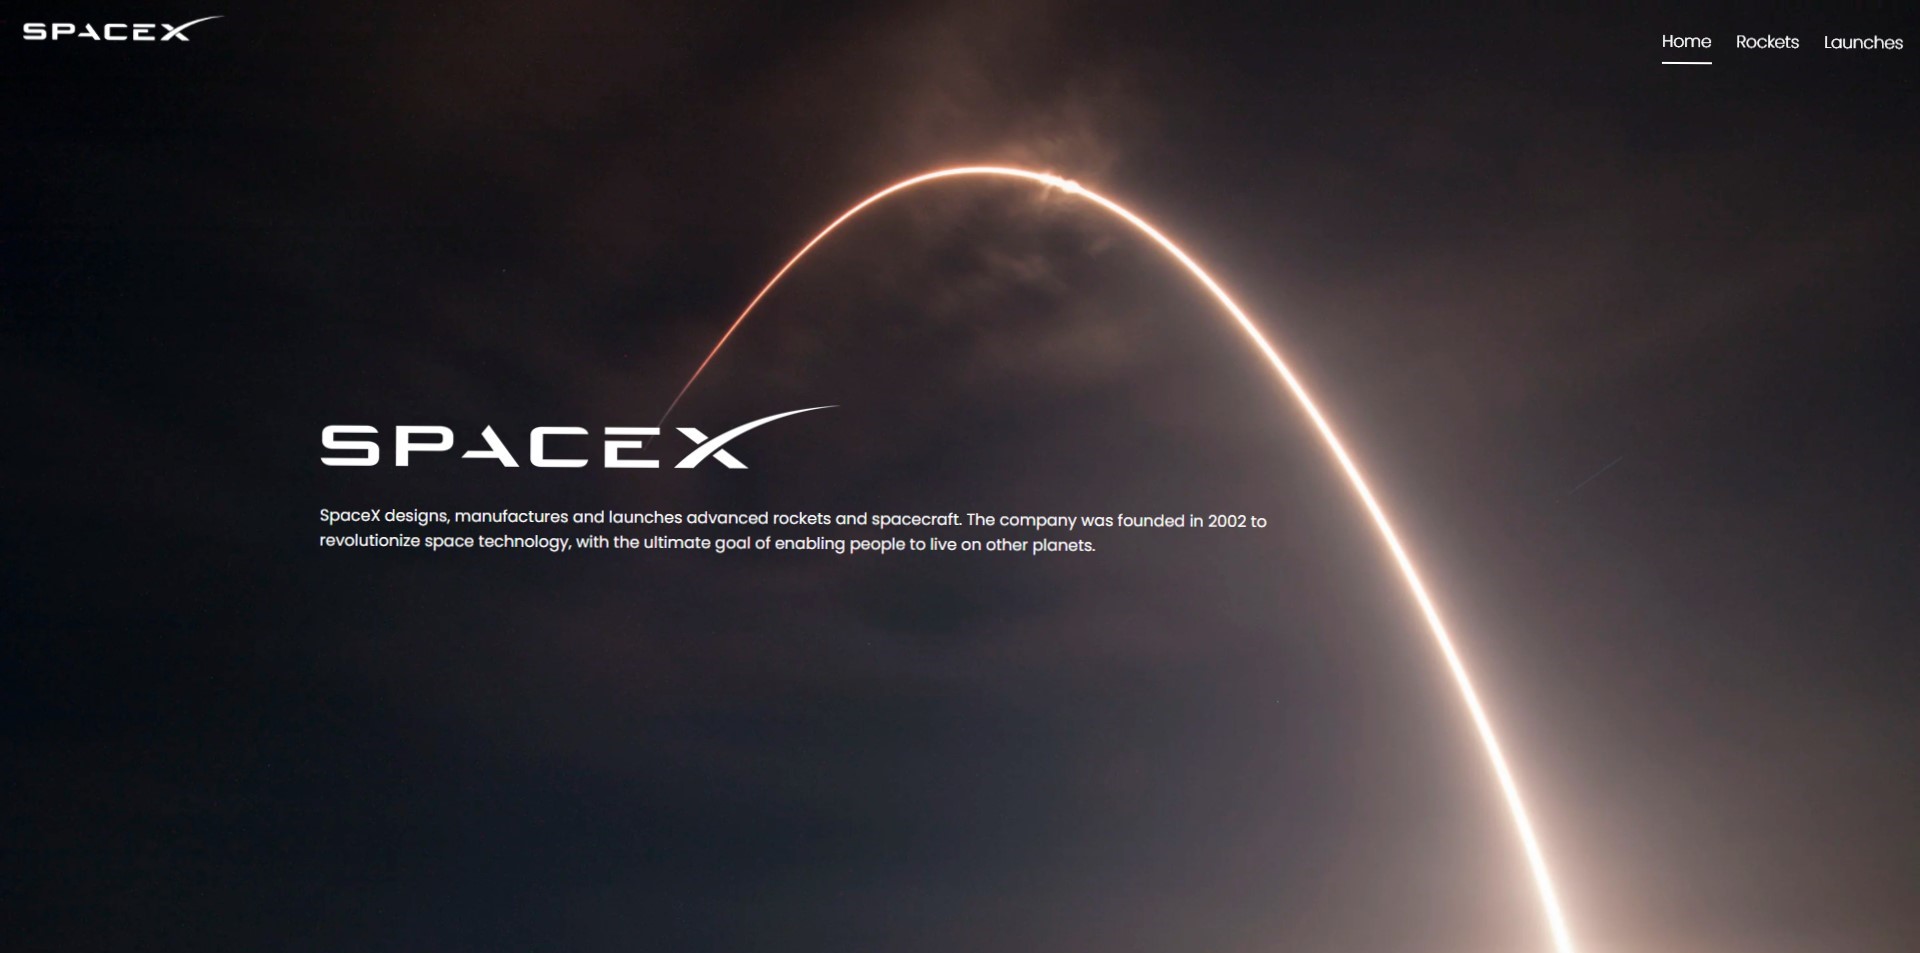 SPACEX
Home Rockets Launches
SPACEX
SpaceX designs, manufactures and launches advanced rockets and spacecraft. The company was founded in 2002 to
revolutionize space technology, with the ultimate goal of enabling people to live on other planets.